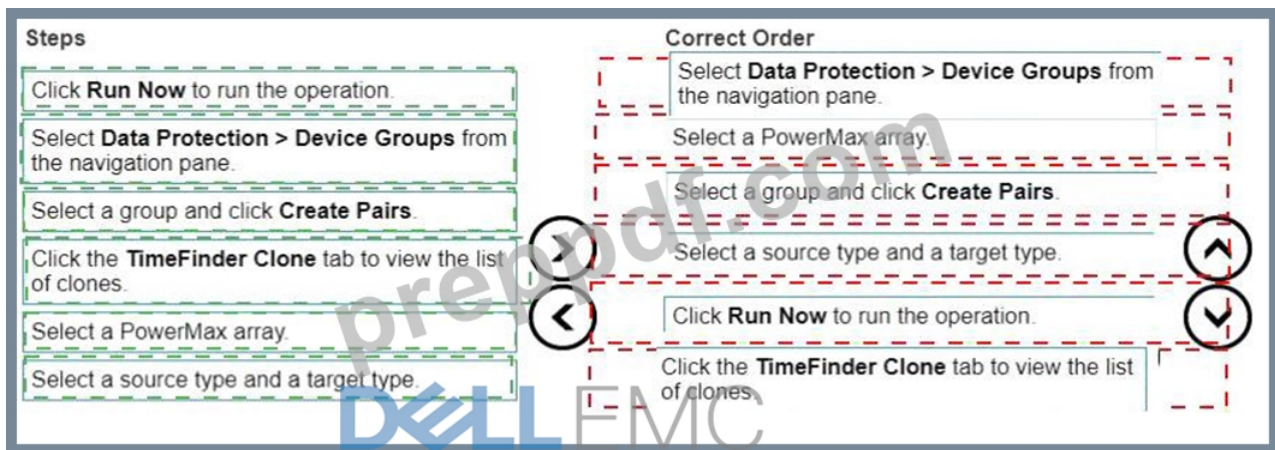 Steps
Click Run Now to run the operation.
Select Data Protection > Device Groups from
the navigation pane.
Select a group and click Create Pairs.
Click the TimeFinder Clone tab to view the list
of clones.
Select a PowerMax array.
Select a source type and a target type.
Correct Order
Select Data Protection > Device Groups from
the navigation pane.
Select a PowerMax array.
Select a group and click Create Pairs.
Select a source type and a target type.
Click Run Now to run the operation.
Click the TimeFinder Clone tab to view the list
of clones.
preppdf.com
DELLEMC